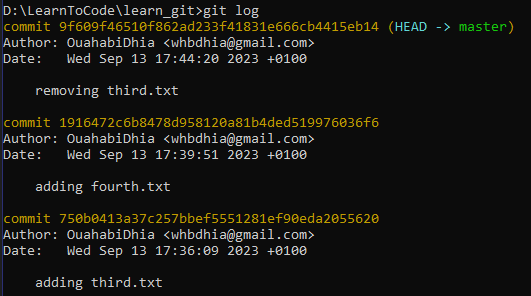 D:\LearnToCode\learn_git>git log
commit 9f609f46510f862ad233f41831e666cb4415eb14 (HEAD -> master)
Author: OuahabiDhia <whbdhia@gmail.com>
Date:   Wed Sep 13 17:44:20 2023 +0100
    removing third.txt
commit 1916472c6b8478d958120a81b4ded519976036f6
Author: OuahabiDhia <whbdhia@gmail.com>
Date:   Wed Sep 13 17:39:51 2023 +0100
    adding fourth.txt
commit 750b0413a37c257bbef5551281ef90eda2055620
Author: OuahabiDhia <whbdhia@gmail.com>
Date:   Wed Sep 13 17:36:09 2023 +0100
    adding third.txt